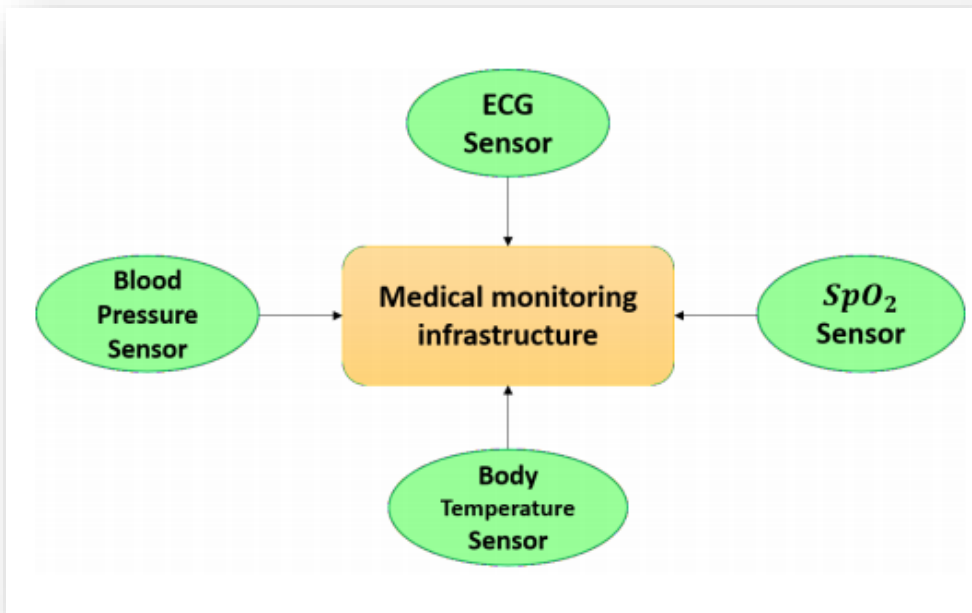 ECG
Sensor
Blood
Pressure
Sensor
Medical monitoring
infrastructure
SpO₂
Sensor
Body
Temperature
Sensor